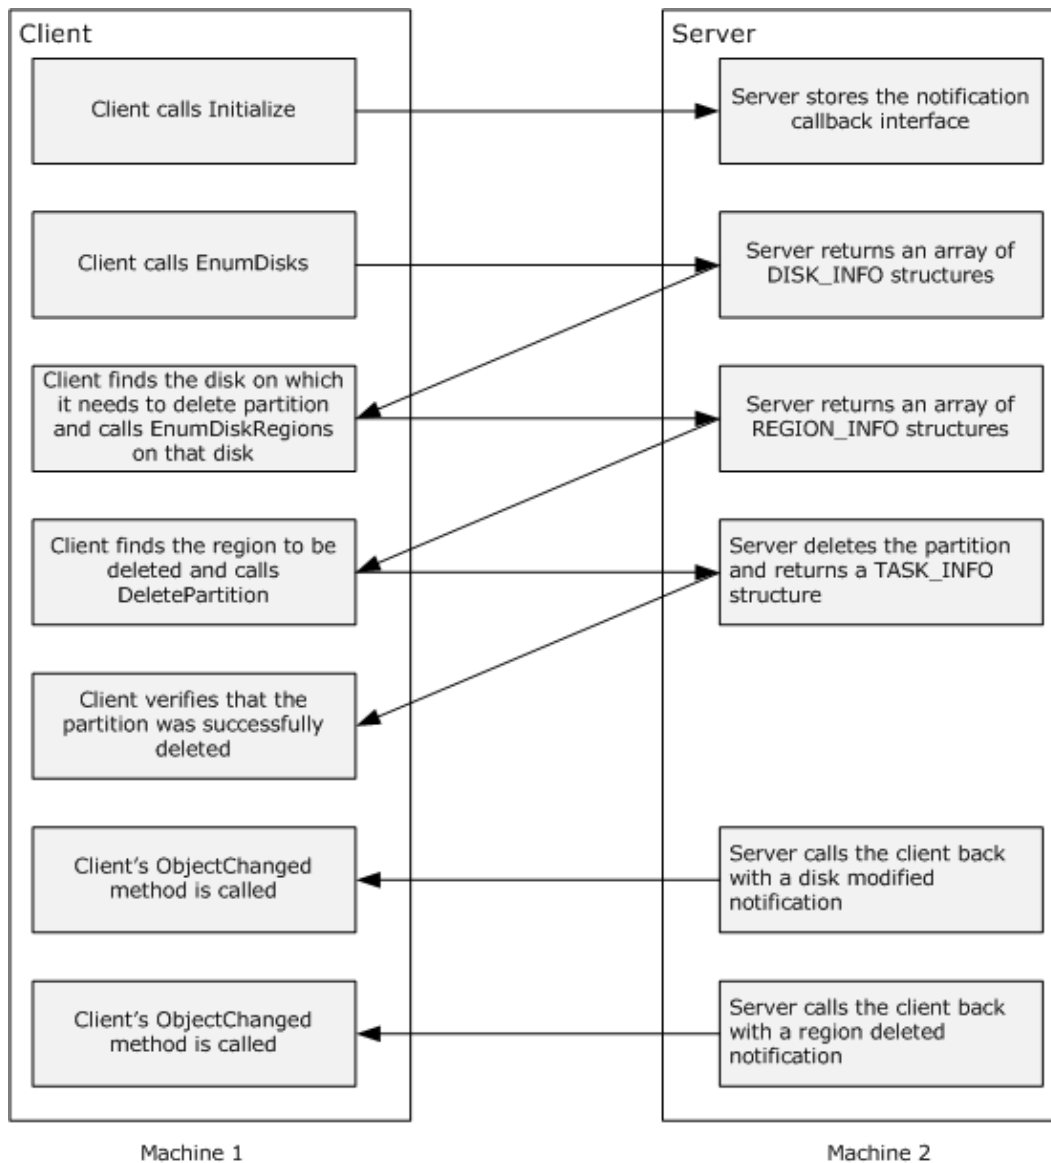 Client
Server
Client calls Initialize
Server stores the notification
callback interface
Client calls EnumDisks
Server returns an array of
DISK_INFO structures
Client finds the disk on which
it needs to delete partition
and calls EnumDiskRegions
on that disk
Server returns an array of
REGION_INFO structures
Client finds the region to be
deleted and calls
DeletePartition
Server deletes the partition
and returns a TASK_INFO
structure
Client verifies that the
partition was successfully
deleted
Client’s ObjectChanged
method is called
Server calls the client back
with a disk modified
notification
Client’s ObjectChanged
method is called
Server calls the client back
with a region deleted
notification
Machine 1
Machine 2